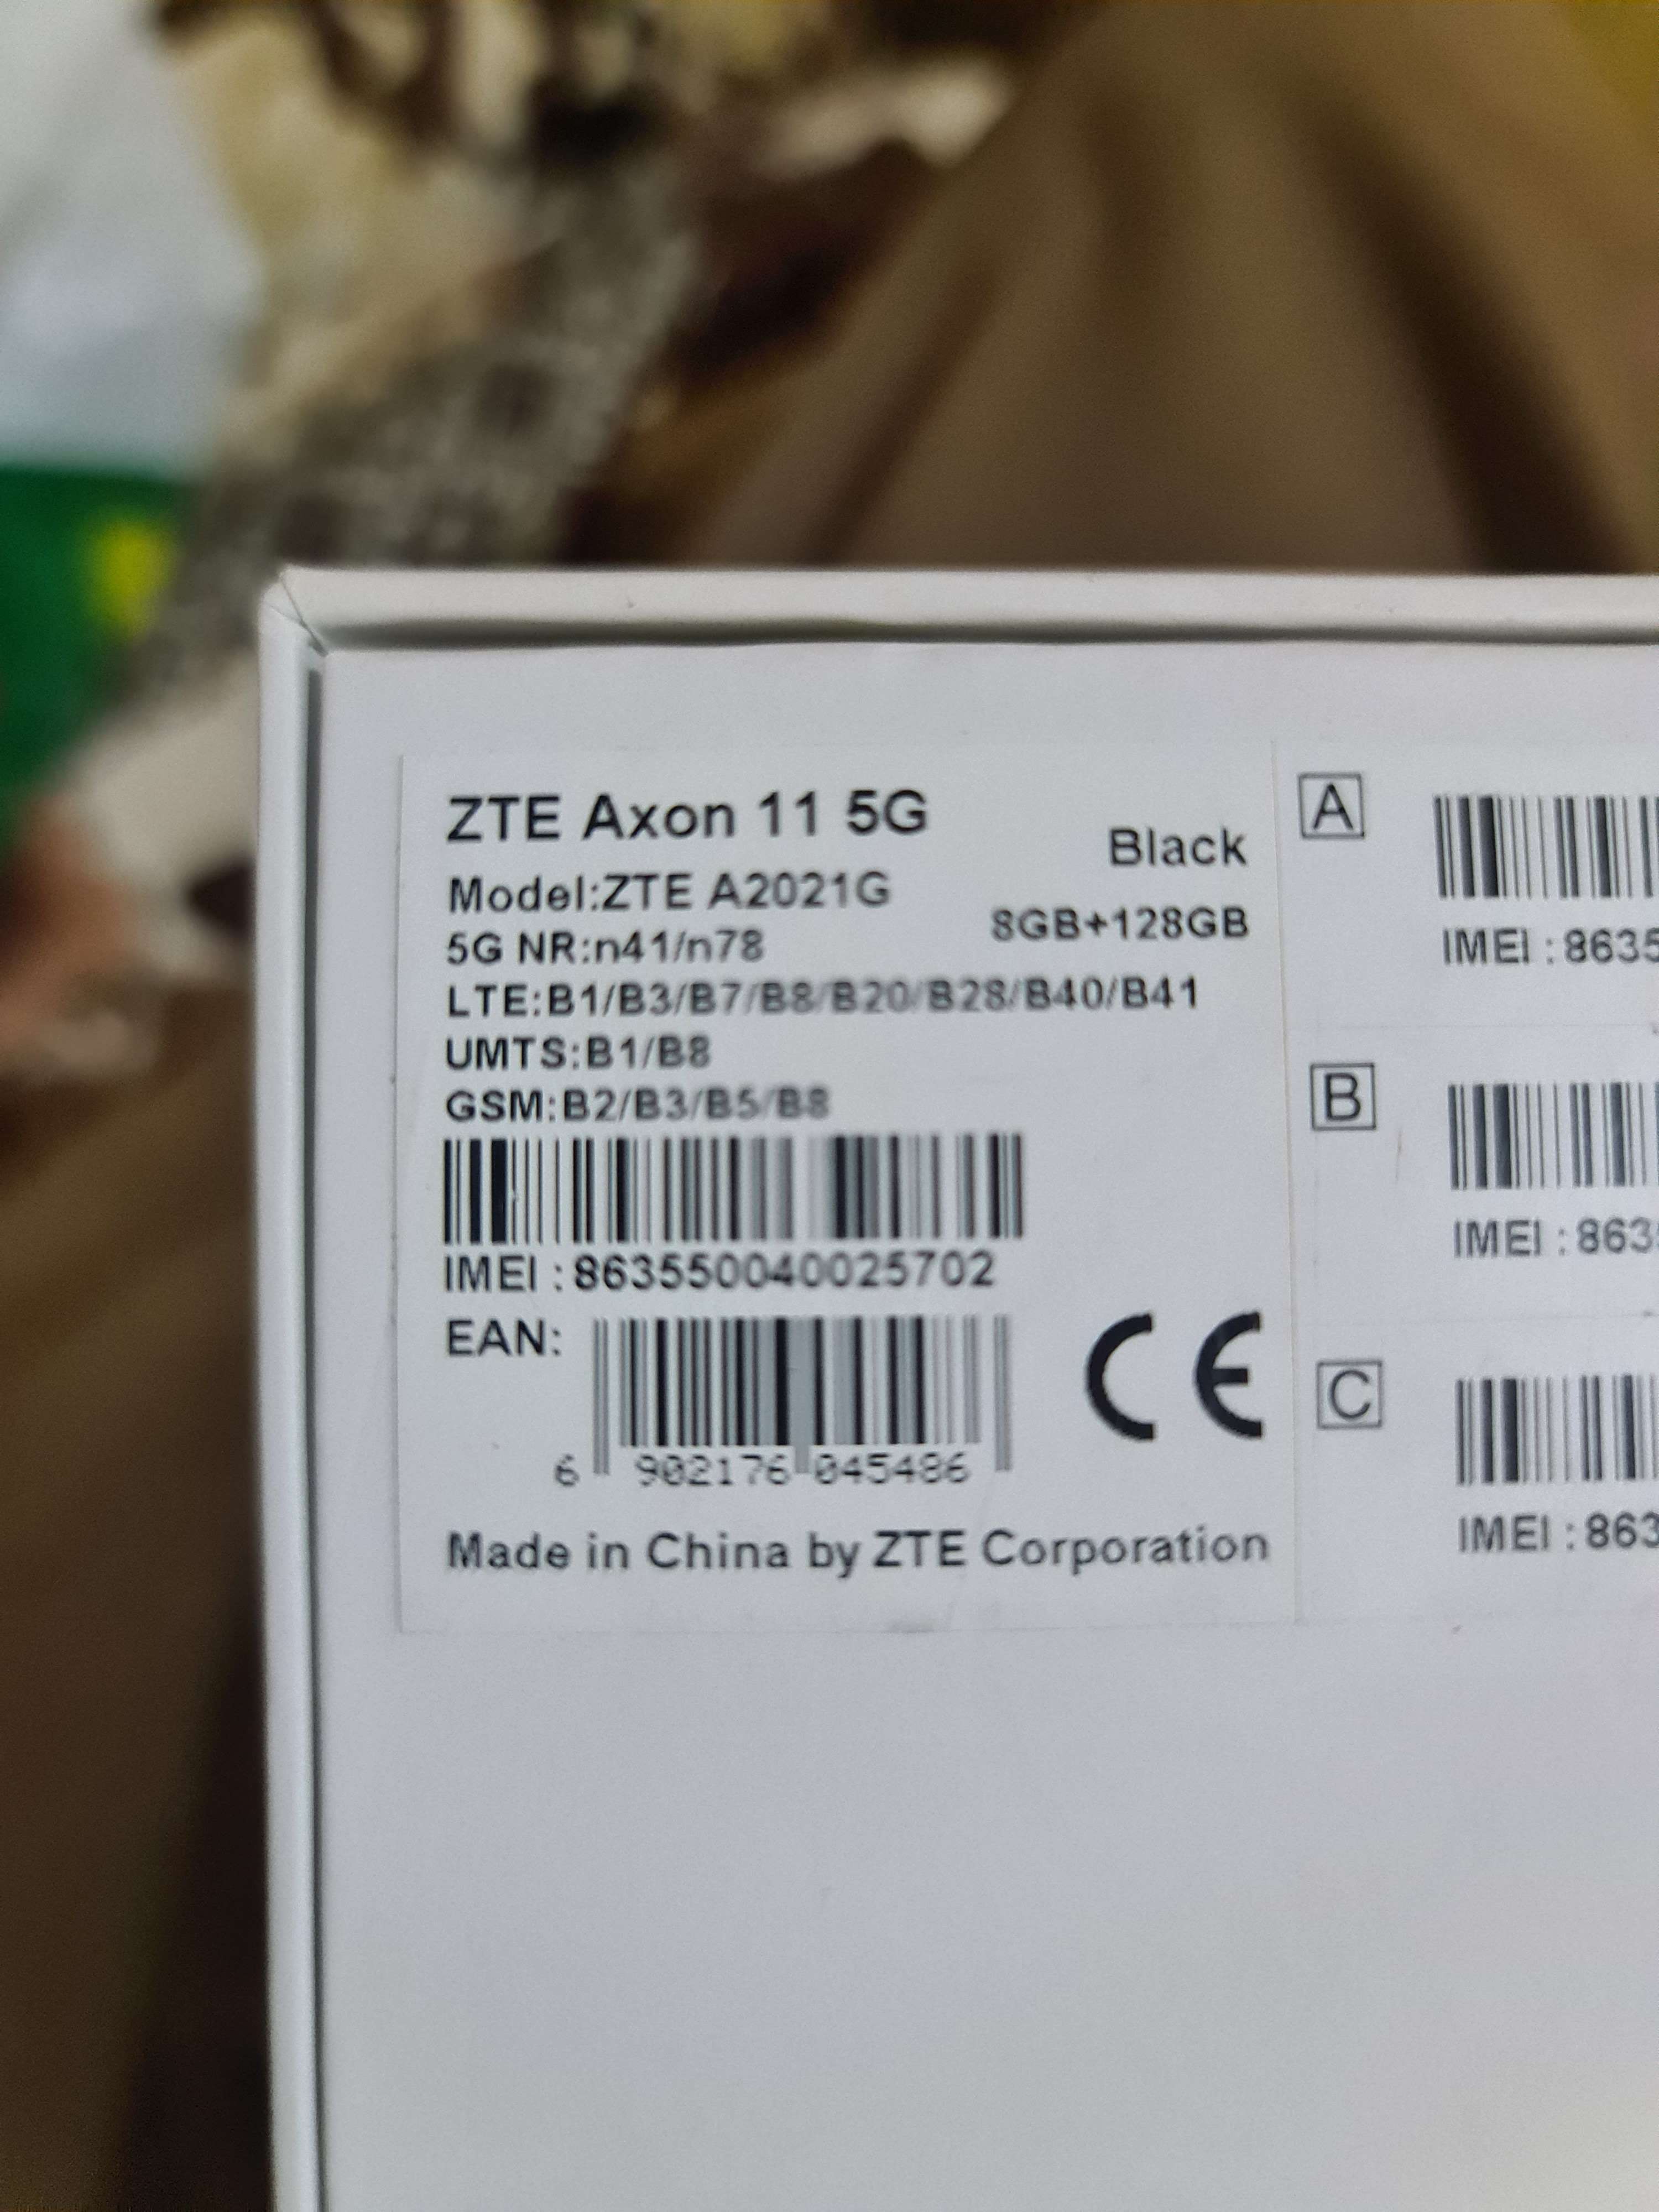 ZTE Axon 11 5G
Black
Model:ZTE A2021G
8GB+128GB
5G NR:n41/n78
LTE:B1/B3/B7/B8/B20/B28/B40/B41
UMTS:B1/B8
GSM:B2/B3/B5/B8
IMEI :863550040025702
EAN:
6 902176 045486
CE
Made in China by ZTE Corporation
A
IMEI :8635
B
IMEI :863
C
IMEI :863